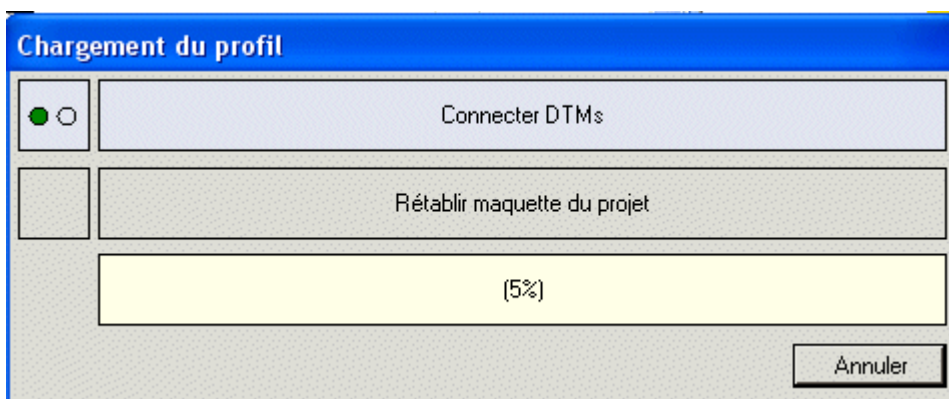 Chargement du profil
Connecter DTMs
Rétablir maquette du projet
(5%)
Annuler